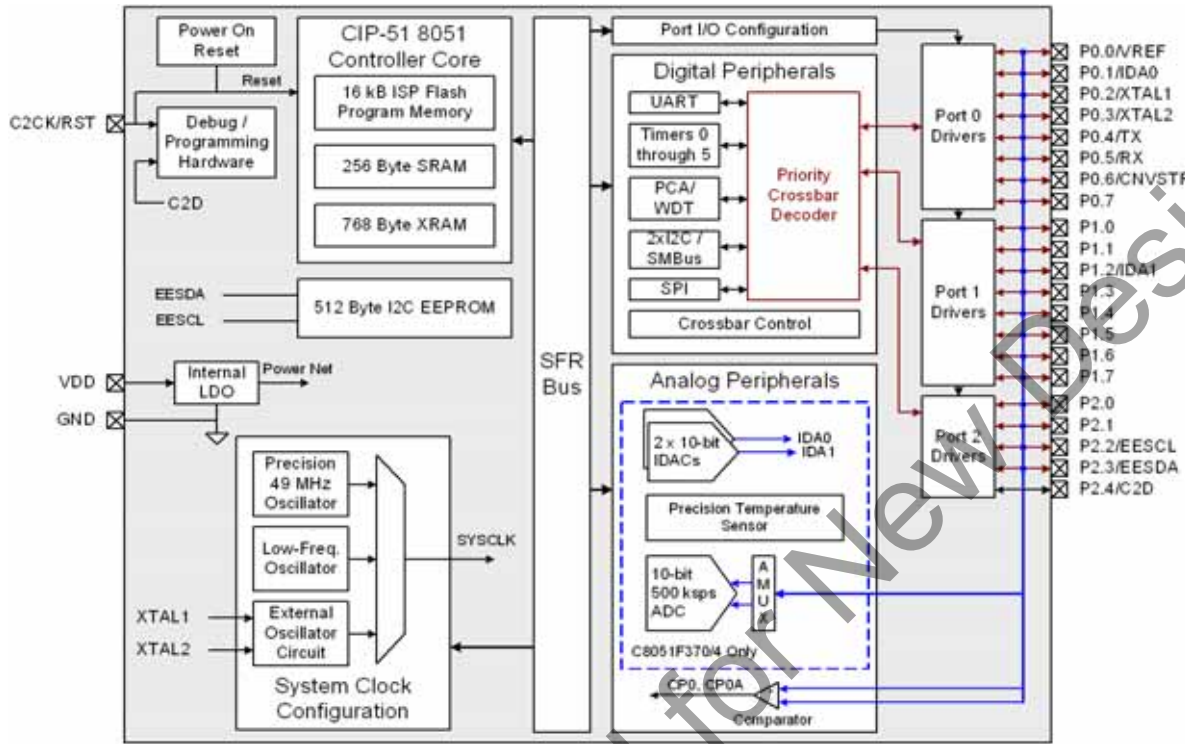 Power On
Reset
Reset
C2CK/RST
Debug /
Programming
Hardware
C2D
CIP-51 8051
Controller Core
16 kB ISP Flash
Program Memory
256 Byte SRAM
768 Byte XRAM
EESDA
EESCL
512 Byte I2C EEPROM
VDD
GND
Internal
LDO
Power Net
Precision
49 MHz
Oscillator
Low-Freq.
Oscillator
XTAL1
XTAL2
External
Oscillator
Circuit
SYSCLK
System Clock
Configuration
SFR
Bus
Port I/O Configuration
Digital Peripherals
UART
Timers 0
through 5
PCA/
WDT
2xI2C /
SMBus
SPI
Priority
Crossbar
Decoder
Crossbar Control
Analog Peripherals
2 x 10-bit
IDACs
IDA0
IDA1
Precision Temperature
Sensor
10-bit
500 ksps
ADC
A
M
U
X
C8051F370/4 Only
CP0, CP0A
+
-
Comparator
Port 0
Drivers
Port 1
Drivers
Port 2
Drivers
P0.0/VREF
P0.1/IDA0
P0.2/XTAL1
P0.3/XTAL2
P0.4/TX
P0.5/RX
P0.6/CNVSTR
P0.7
P1.0
P1.1
P1.2/IDA1
P1.3
P1.4
P1.5
P1.6
P1.7
P2.0
P2.1
P2.2/EESCL
P2.3/EESDA
P2.4/C2D
for New Desi